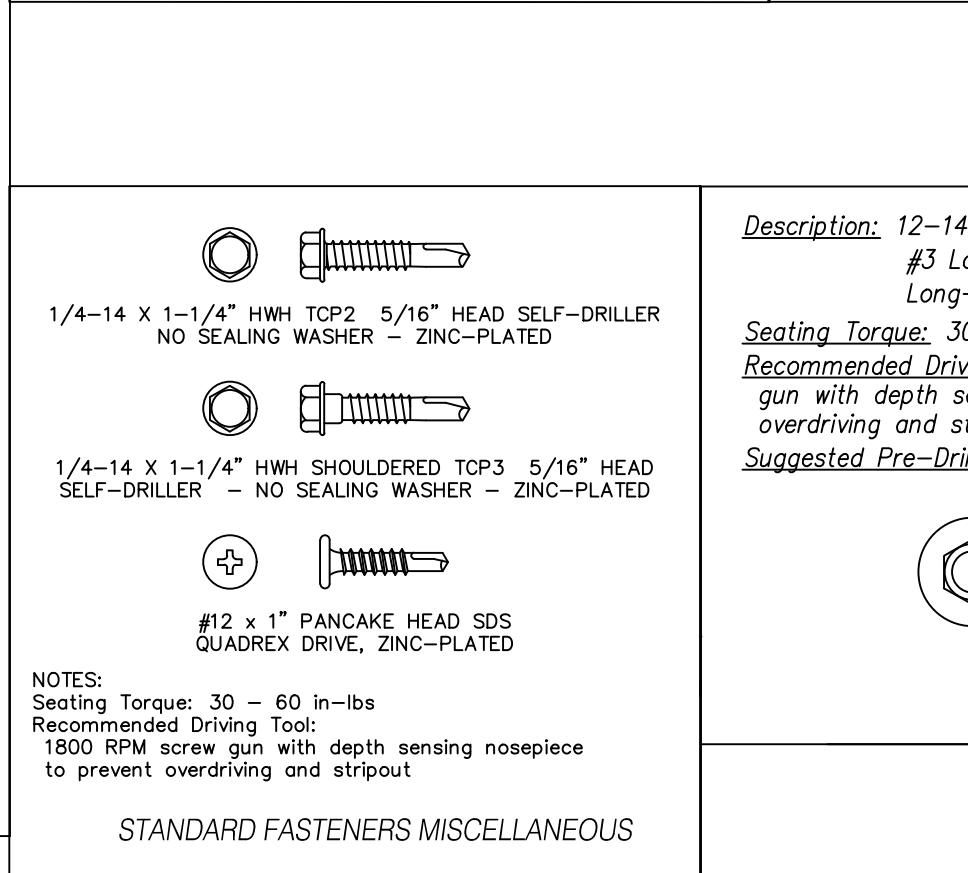 1/4–14 X 1–1/4" HWH TCP2 5/16" HEAD SELF–DRILLER
NO SEALING WASHER – ZINC–PLATED
1/4–14 X 1–1/4" HWH SHOULDERED TCP3 5/16" HEAD
SELF–DRILLER – NO SEALING WASHER – ZINC–PLATED
#12 x 1" PANCAKE HEAD SDS
QUADREX DRIVE, ZINC–PLATED
NOTES:
Seating Torque: 30 – 60 in–lbs
Recommended Driving Tool:
1800 RPM screw gun with depth sensing nosepiece
to prevent overdriving and stripout
STANDARD FASTENERS MISCELLANEOUS
Description: 12–14
#3
Long–
Seating Torque: 30
Recommended
gun with depth
overdriving and
Suggested